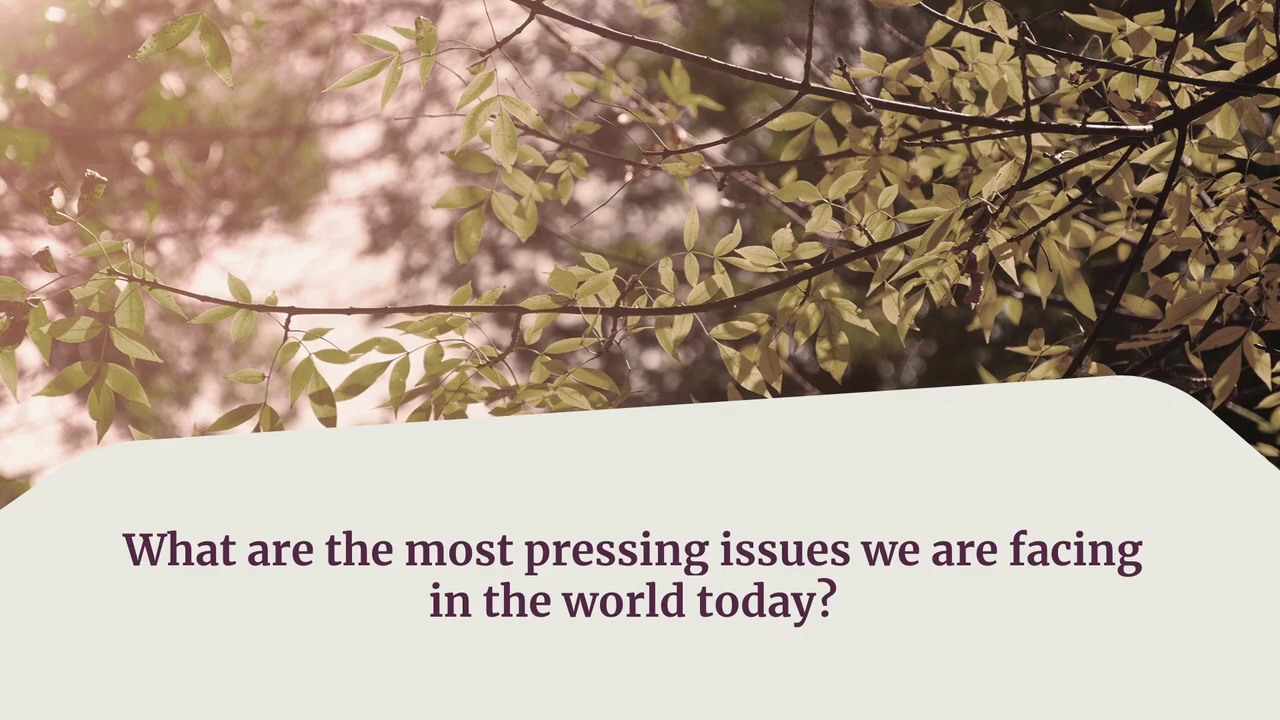 What are the most pressing issues we are facing
in the world today?